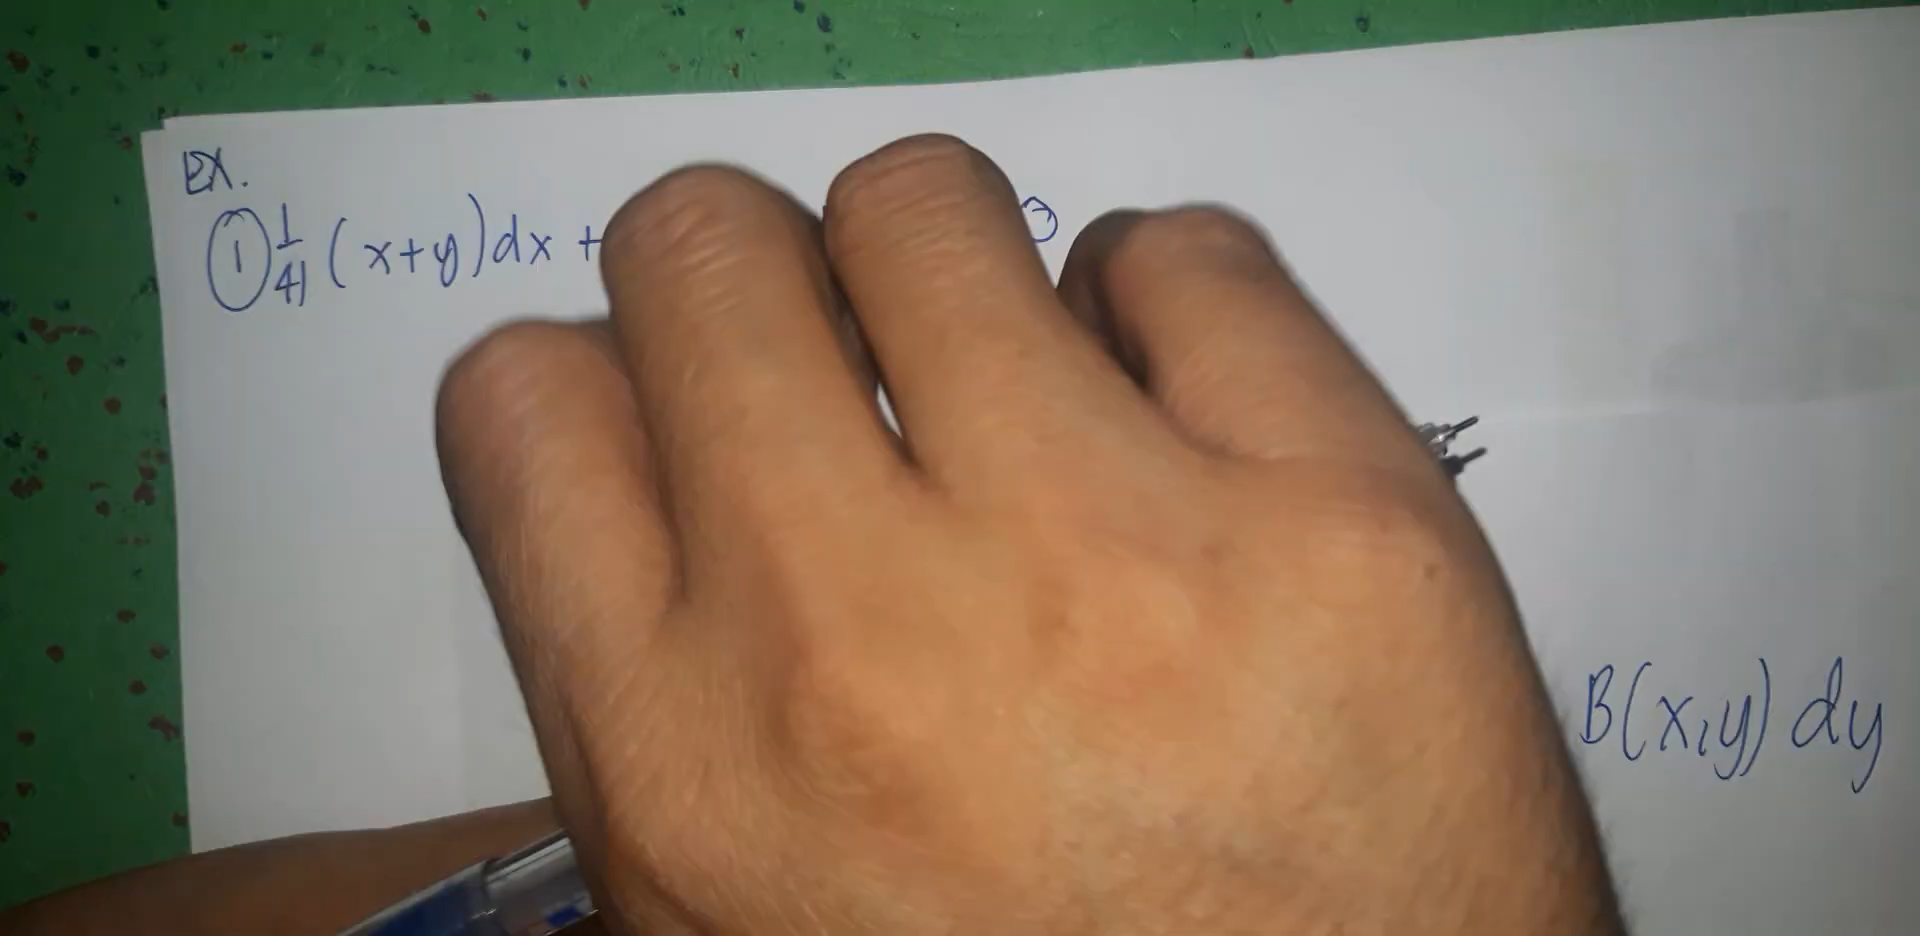 Ex.
① 1/4 (x+y)dx +
B(x,y) dy